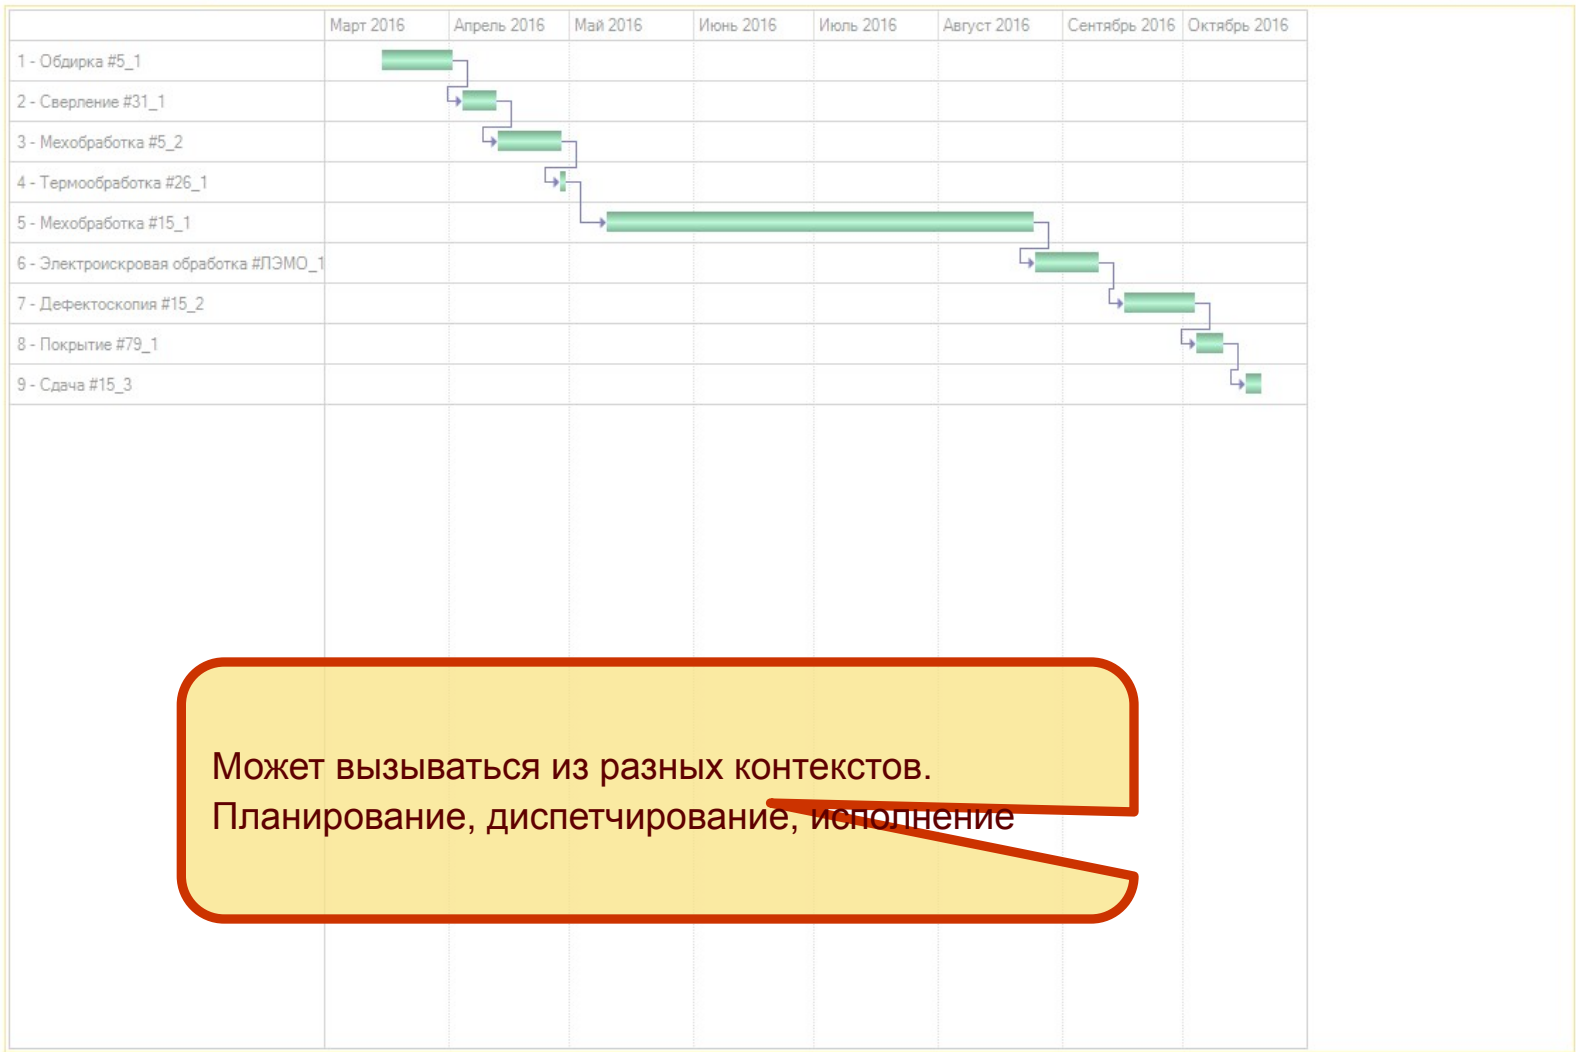 Март 2016 Апрель 2016 Май 2016 Июнь 2016 Июль 2016 Август 2016 Сентябрь 2016 Октябрь 2016
1 - Обдирка #5_1
2 - Сверление #31_1
3 - Мехобработка #5_2
4 - Термообработка #26_1
5 - Мехобработка #15_1
6 - Электроискровая обработка #ЛЭМО_1
7 - Дефектоскопия #15_2
8 - Покрытие #79_1
9 - Сдача #15_3
Может вызываться из разных контекстов.
Планирование, диспетчирование, исполнение